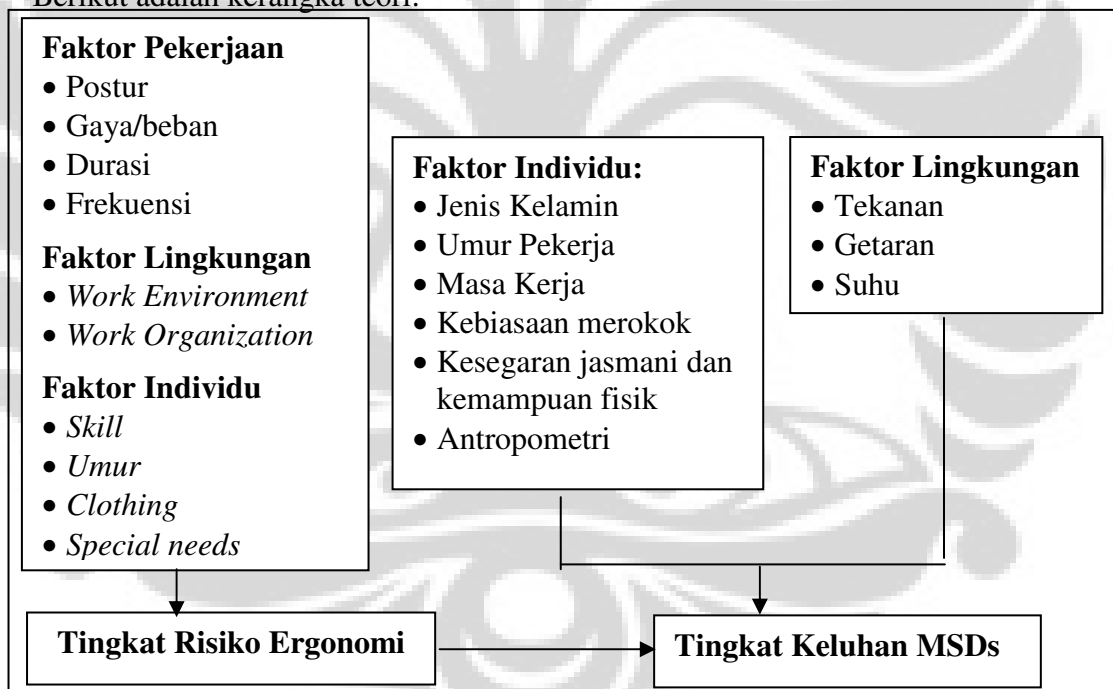 Berikut adalah kerangka teori:
Faktor Pekerjaan
• Postur
• Gaya/beban
• Durasi
• Frekuensi
Faktor Lingkungan
• Work Environment
• Work Organization
Faktor Individu
• Skill
• Umur
• Clothing
• Special needs
Faktor Individu:
• Jenis Kelamin
• Umur Pekerja
• Masa Kerja
• Kebiasaan merokok
• Kesegaran jasmani dan
kemampuan fisik
• Antropometri
Faktor Lingkungan
• Tekanan
• Getaran
• Suhu
Tingkat Risiko Ergonomi
Tingkat Keluhan MSDs